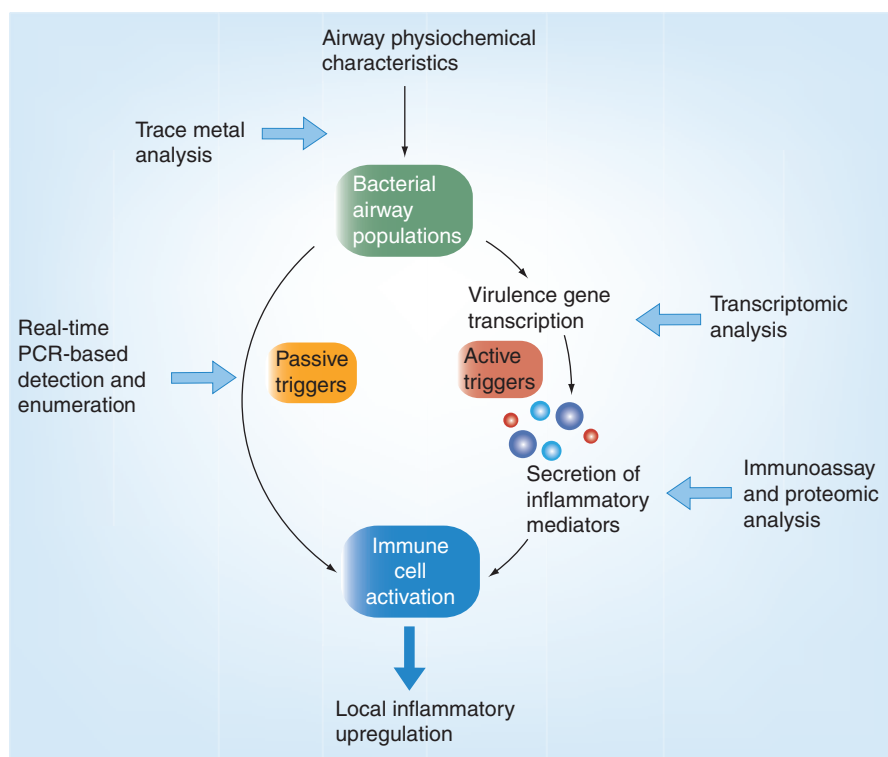 Airway physiochemical
characteristics
Trace metal
analysis
Bacterial
airway
populations
Virulence gene
transcription
Transcriptomic
analysis
Real-time
PCR-based
detection and
enumeration
Passive
triggers
Active
triggers
Secretion of
inflammatory
mediators
Immunoassay
and proteomic
analysis
Immune
cell
activation
Local inflammatory
upregulation